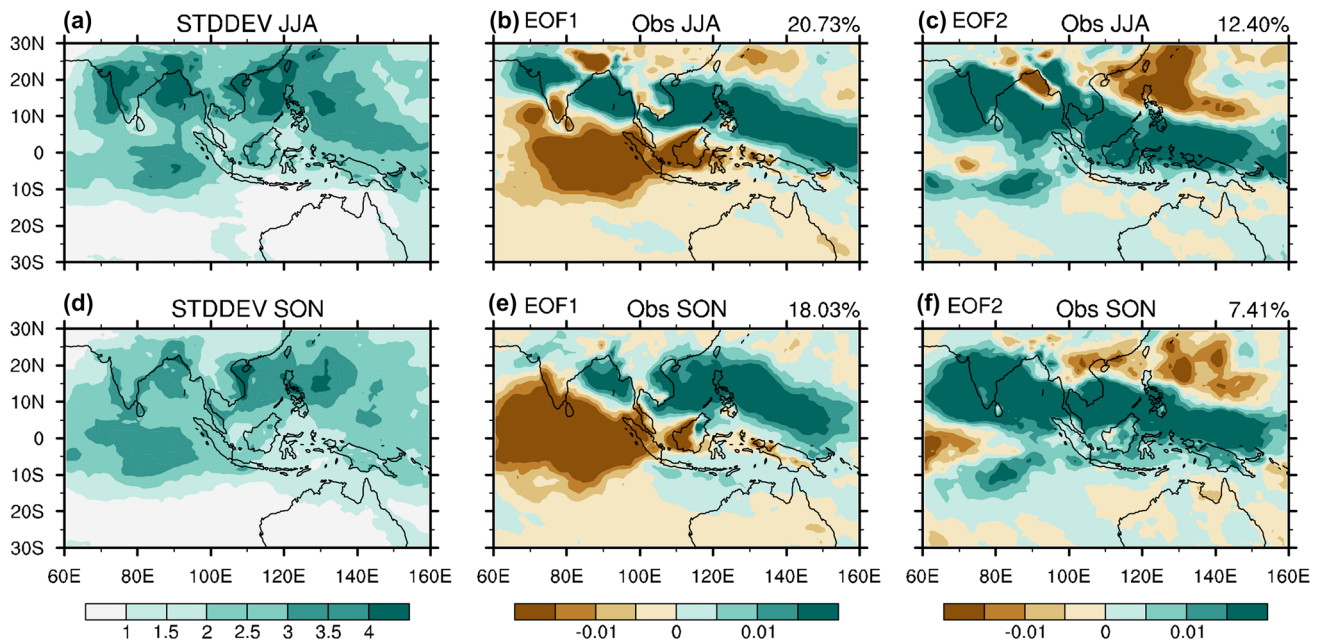 (a) STDDEV JJA
(b) EOF1 Obs JJA 20.73%
(c) EOF2 Obs JJA 12.40%
30N
20N
10N
0
10S
20S
30S
(d) STDDEV SON
(e) EOF1 Obs SON 18.03%
(f) EOF2 Obs SON 7.41%
30N
20N
10N
0
10S
20S
30S
60E 80E 100E 120E 140E 160E
60E 80E 100E 120E 140E 160E
60E 80E 100E 120E 140E 160E
1 1.5 2 2.5 3 3.5 4
-0.01 0 0.01
-0.01 0 0.01